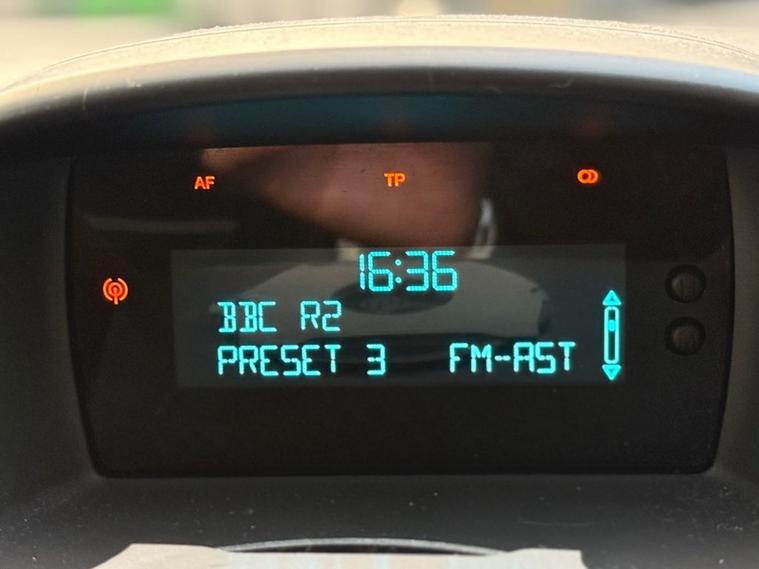 AF TP
16:36
BBC R2
PRESET 3 FM-AST